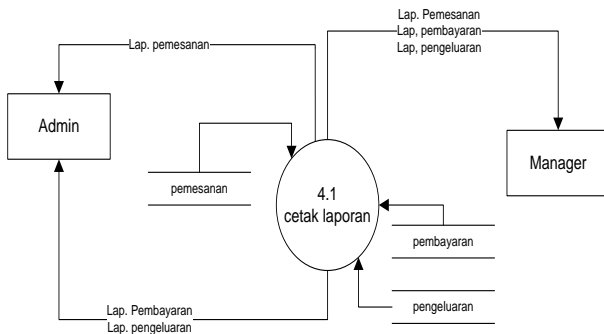 Lap. Pemesanan
Lap, pembayaran
Lap, pengeluaran
Lap. pemesanan
Admin
Manager
pemesanan
4.1
cetak laporan
pembayaran
pengeluaran
Lap. Pembayaran
Lap. pengeluaran